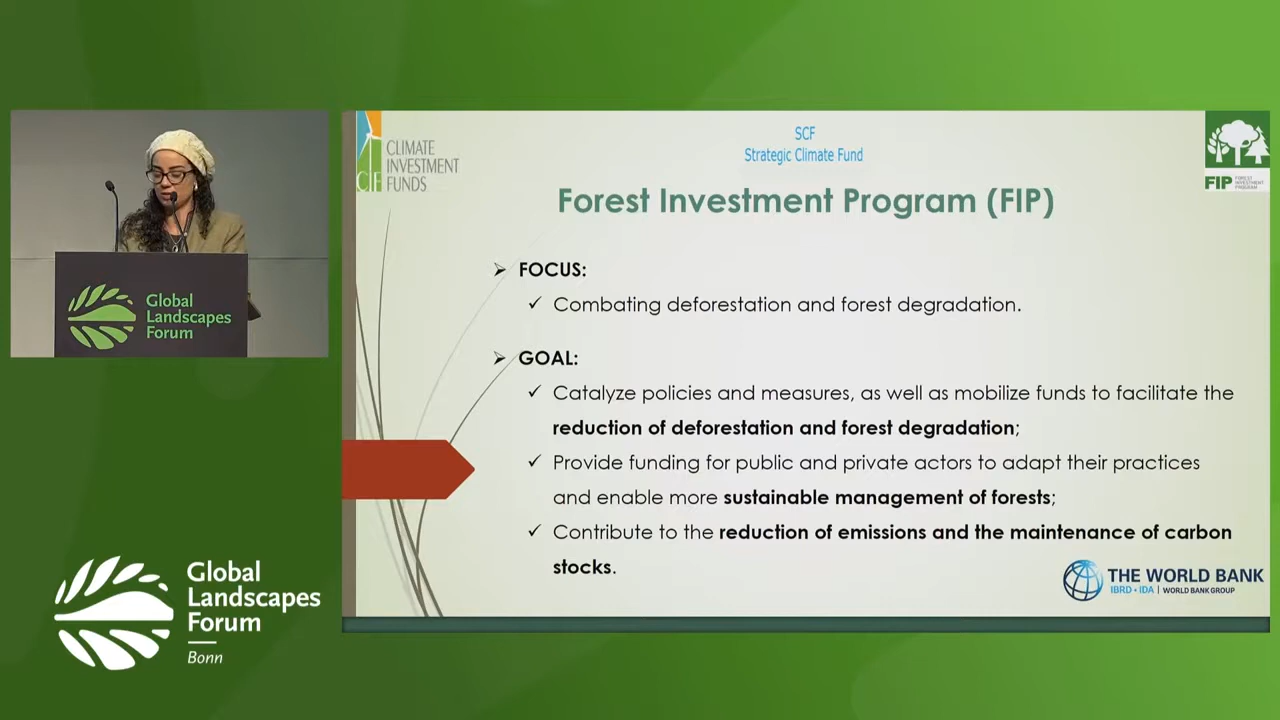 CLIMATE
INVESTMENT
FUNDS
CIF
SCF
Strategic Climate Fund
FIP
FOREST
INVESTMENT
PROGRAM
Forest Investment Program (FIP)
FOCUS:
Combating deforestation and forest degradation.
GOAL:
Catalyze policies and measures, as well as mobilize funds to facilitate the
reduction of deforestation and forest degradation;
Provide funding for public and private actors to adapt their practices
and enable more sustainable management of forests;
Contribute to the reduction of emissions and the maintenance of carbon
stocks.
THE WORLD BANK
IBRD • IDA | WORLD BANK GROUP
Global
Landscapes
Forum
Global
Landscapes
Forum
Bonn